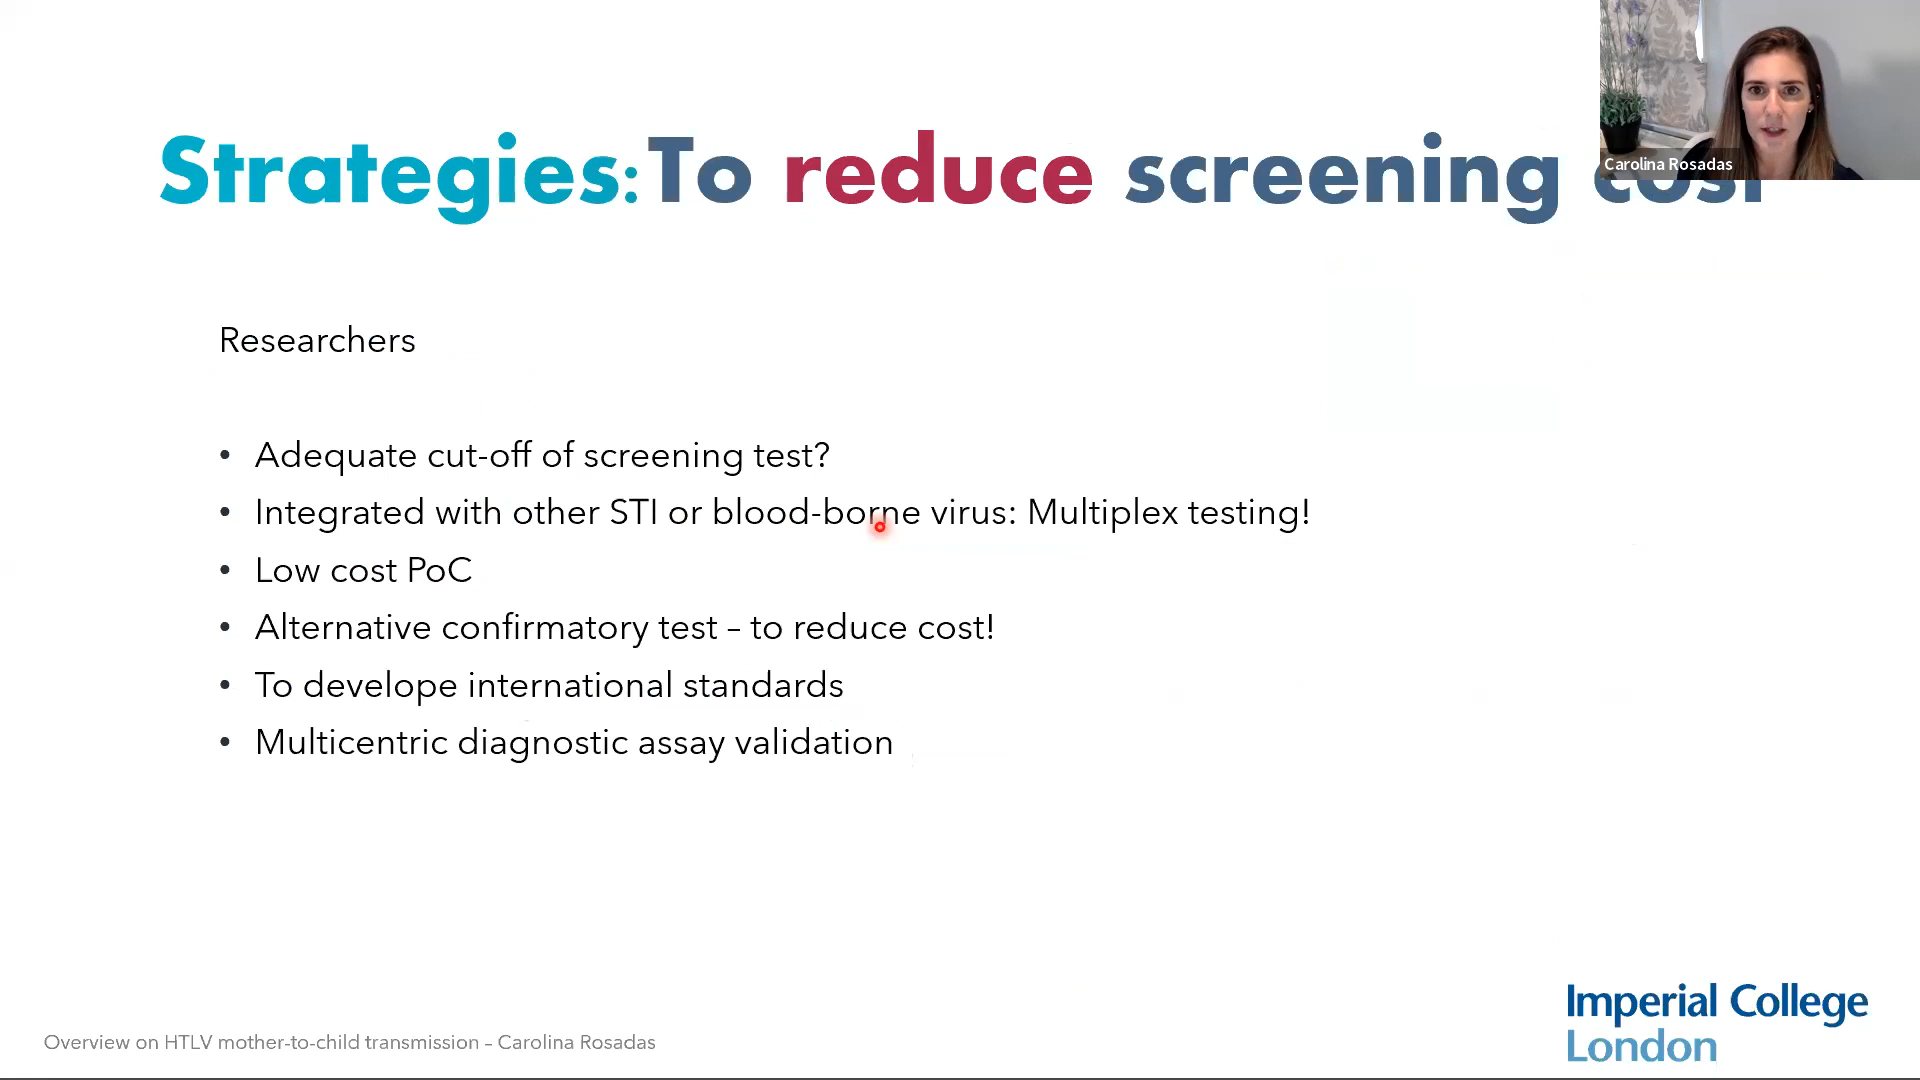 Strategies: To reduce screening cost
Carolina Rosadas
Researchers
• Adequate cut-off of screening test?
• Integrated with other STI or blood-borne virus: Multiplex testing!
• Low cost PoC
• Alternative confirmatory test – to reduce cost!
• To develope international standards
• Multicentric diagnostic assay validation
Overview on HTLV mother-to-child transmission – Carolina Rosadas
Imperial College
London